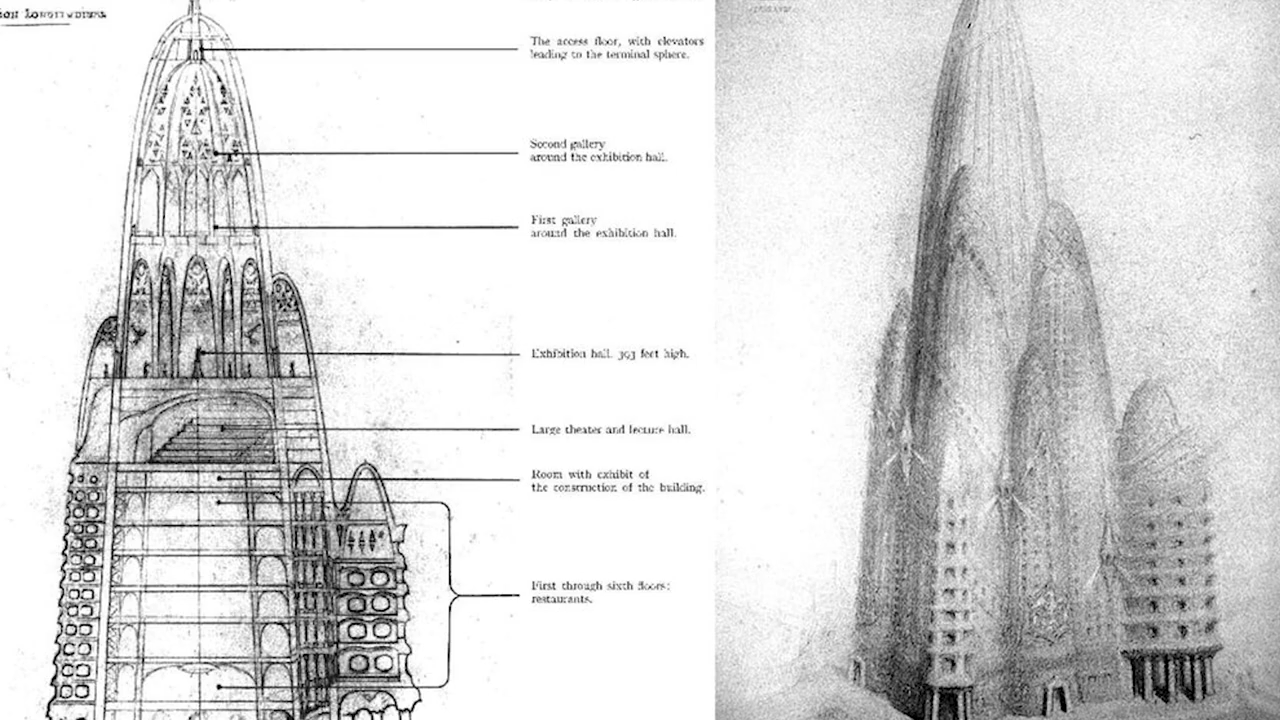 The access floor, with elevators
leading to the terminal sphere.
Second gallery
around the exhibition hall.
First gallery
around the exhibition hall.
Exhibition hall. 393 feet high.
Large theater and lecture hall.
Room with exhibit of
the construction of the building.
First through sixth floors:
restaurants.